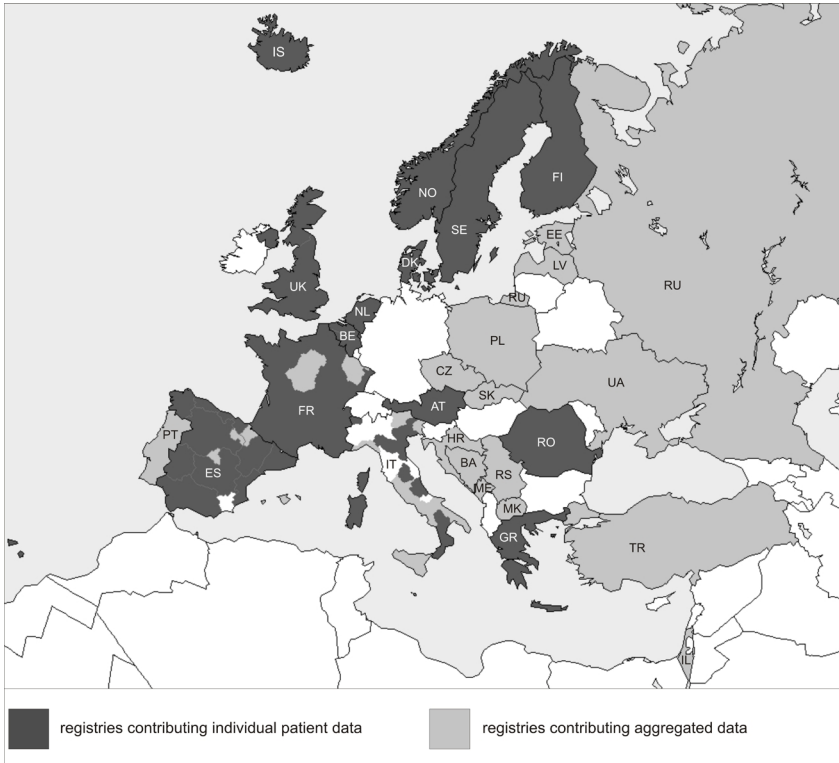 IS
NO
FI
SE
EE
LV
RU
DK
RU
UK
NL
BE
PL
CZ
UA
SK
FR
AT
HR
RO
PT
ES
IT
BA
RS
ME
MK
GR
TR
IL
registries contributing individual patient data
registries contributing aggregated data